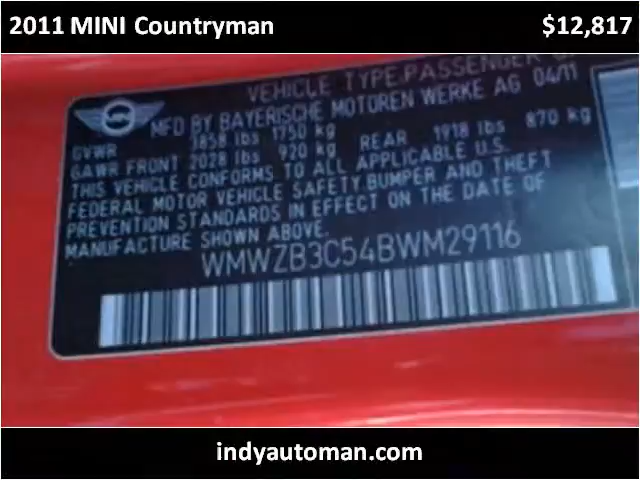 2011 MINI Countryman $12,817
VEHICLE TYPE:PASSENGER
MFD BY BAYERISCHE MOTOREN WERKE AG 04/11
GVWR 3858 lbs 1750 kg
GAWR FRONT 2028 lbs 920 kg REAR 1918 lbs 870 kg
THIS VEHICLE CONFORMS TO ALL APPLICABLE U.S.
FEDERAL MOTOR VEHICLE SAFETY,BUMPER AND THEFT
PREVENTION STANDARDS IN EFFECT ON THE DATE OF
MANUFACTURE SHOWN ABOVE.
WMWZB3C54BWM29116
indyautoman.com